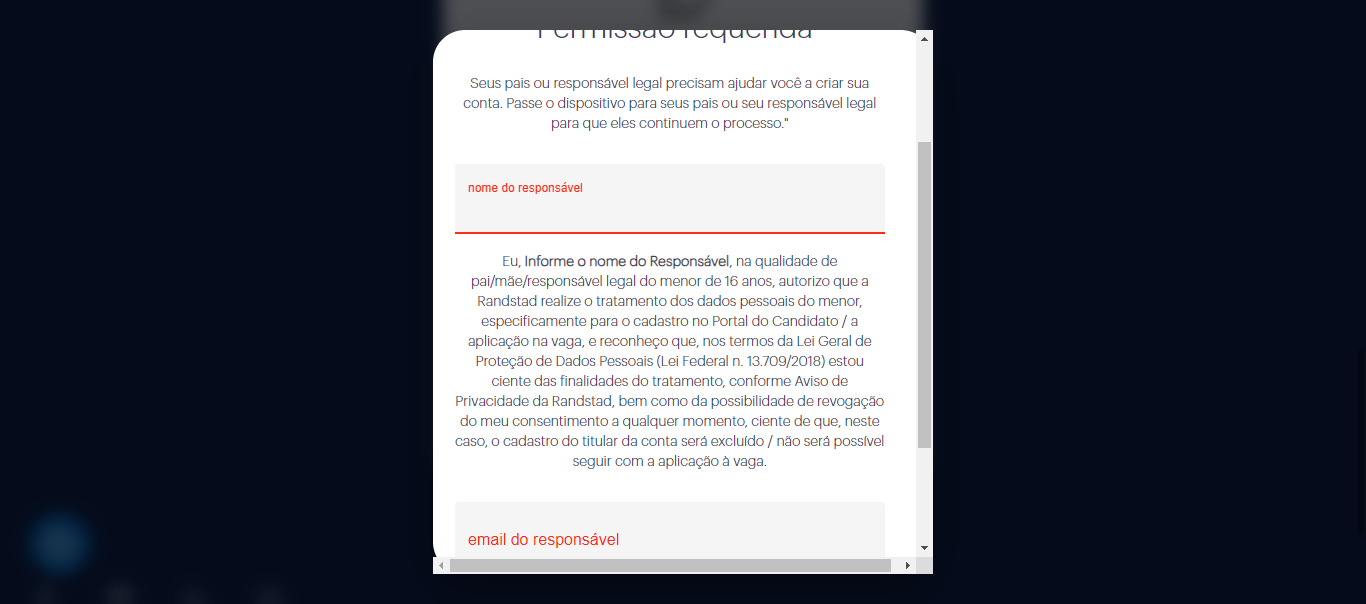 Permissão requerida
Seus pais ou responsável legal precisam ajudar você a criar sua
conta. Passe o dispositivo para seus pais ou seu responsável legal
para que eles continuem o processo."
nome do responsável
Eu, Informe o nome do Responsável, na qualidade de
pai/mãe/responsável legal do menor de 16 anos, autorizo que a
Randstad realize o tratamento dos dados pessoais do menor,
especificamente para o cadastro no Portal do Candidato / a
aplicação na vaga, e reconheço que, nos termos da Lei Geral de
Proteção de Dados Pessoais (Lei Federal n. 13.709/2018) estou
ciente das finalidades do tratamento, conforme Aviso de
Privacidade da Randstad, bem como da possibilidade de revogação
do meu consentimento a qualquer momento, ciente de que, neste
caso, o cadastro do titular da conta será excluído / não será possível
seguir com a aplicação à vaga.
email do responsável